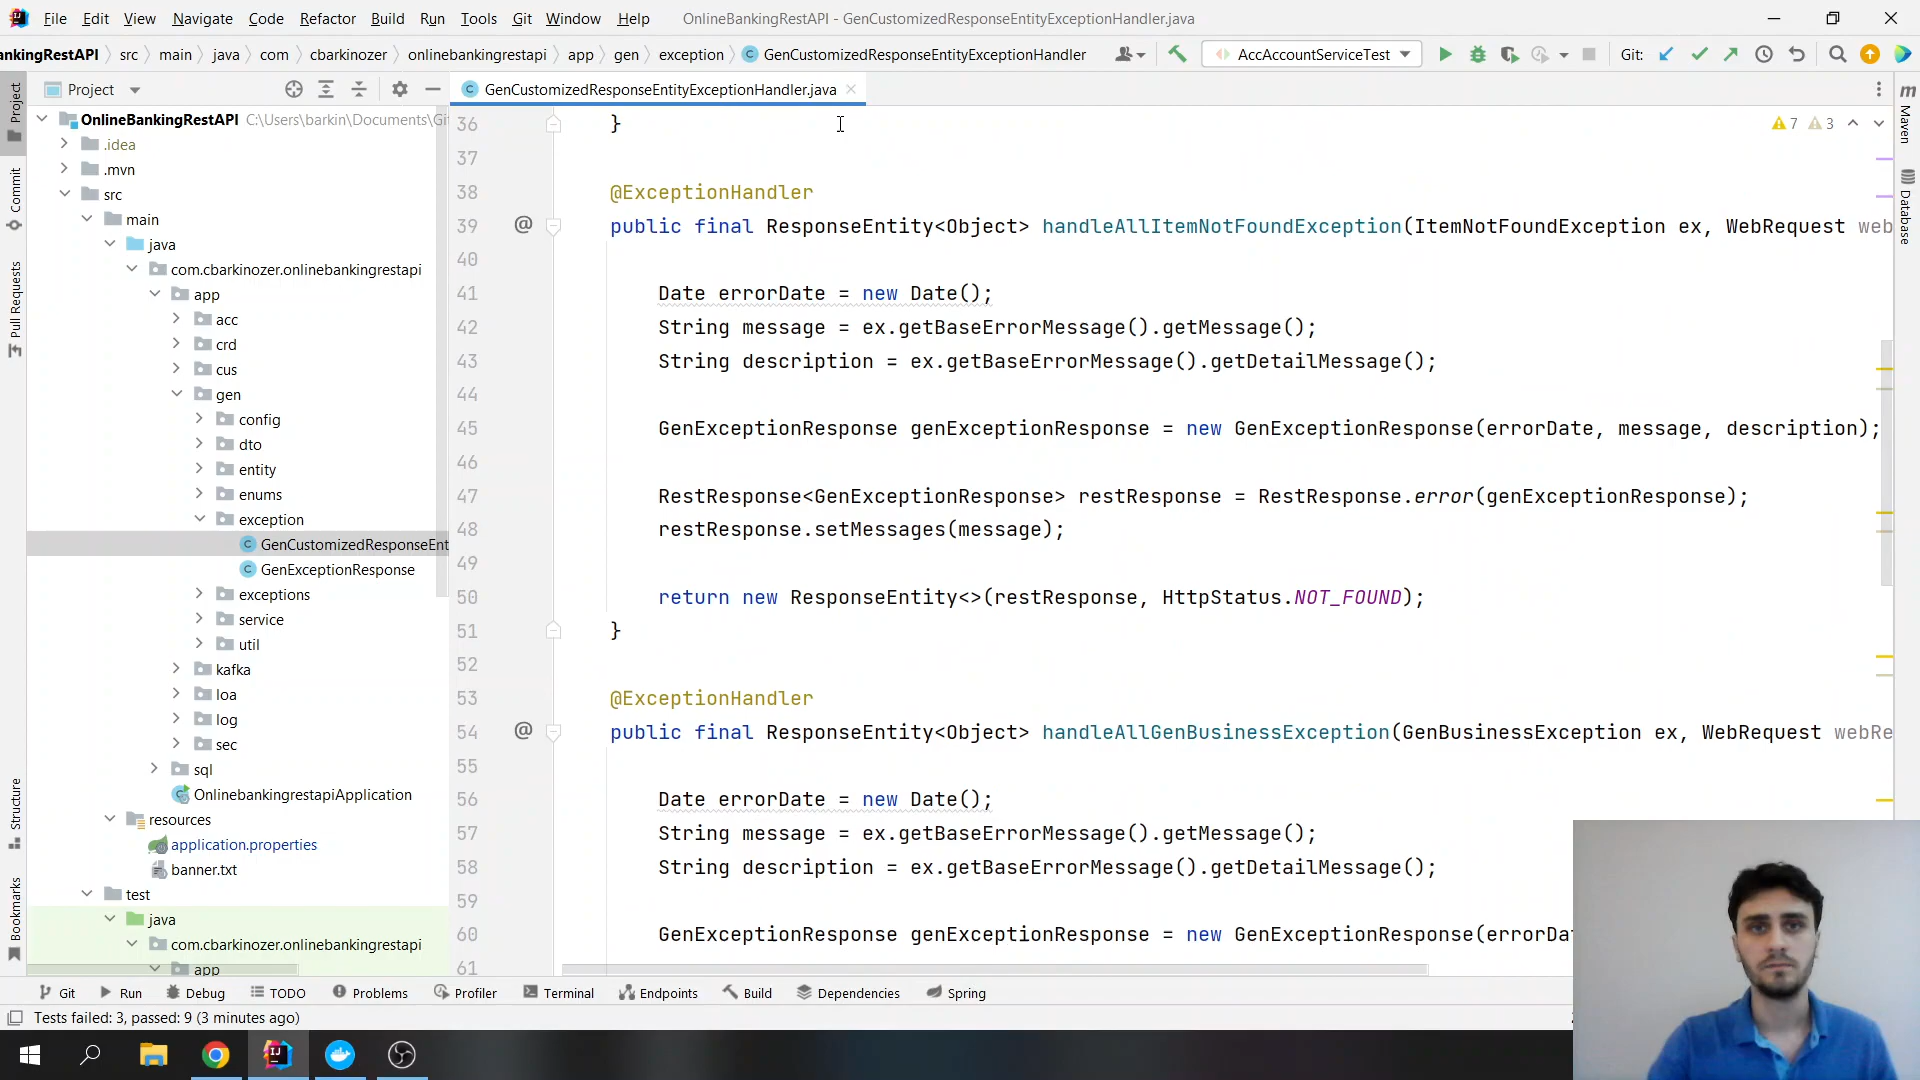 File Edit View Navigate Code Refactor Build Run Tools Git Window Help OnlineBankingRestAPI - GenCustomizedResponseEntityExceptionHandler.java
ankingRestAPI src main java com cbarkinozer onlinebankingrestapi app gen exception GenCustomizedResponseEntityExceptionHandler AccAccountServiceTest Git:
Project
GenCustomizedResponseEntityExceptionHandler.java
OnlineBankingRestAPI C:\Users\barkin\Documents\Gi
.idea
.mvn
src
main
java
com.cbarkinozer.onlinebankingrestapi
app
acc
crd
cus
gen
config
dto
entity
enums
exception
GenCustomizedResponseEnt
GenExceptionResponse
exceptions
service
util
kafka
loa
log
sec
sql
OnlinebankingrestapiApplication
resources
application.properties
banner.txt
test
java
com.cbarkinozer.onlinebankingrestapi
app
Project
Commit
Pull Requests
Structure
Bookmarks
7 3
36 }
37
38 @ExceptionHandler
39 @ public final ResponseEntity<Object> handleAllItemNotFoundException(ItemNotFoundException ex, WebRequest web
40
41 Date errorDate = new Date();
42 String message = ex.getBaseErrorMessage().getMessage();
43 String description = ex.getBaseErrorMessage().getDetailMessage();
44
45 GenExceptionResponse genExceptionResponse = new GenExceptionResponse(errorDate, message, description);
46
47 RestResponse<GenExceptionResponse> restResponse = RestResponse.error(genExceptionResponse);
48 restResponse.setMessages(message);
49
50 return new ResponseEntity<>(restResponse, HttpStatus.NOT_FOUND);
51 }
52
53 @ExceptionHandler
54 @ public final ResponseEntity<Object> handleAllGenBusinessException(GenBusinessException ex, WebRequest webRe
55
56 Date errorDate = new Date();
57 String message = ex.getBaseErrorMessage().getMessage();
58 String description = ex.getBaseErrorMessage().getDetailMessage();
59
60 GenExceptionResponse genExceptionResponse = new GenExceptionResponse(errorDa
61
m Maven
Database
Git Run Debug TODO Problems Profiler Terminal Endpoints Build Dependencies Spring
Tests failed: 3, passed: 9 (3 minutes ago)